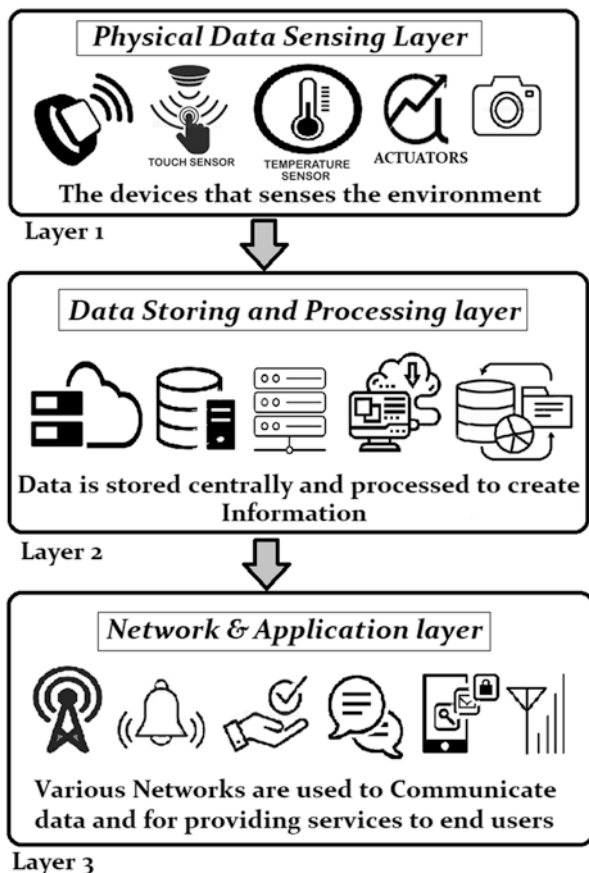 Physical Data Sensing Layer
TOUCH SENSOR
TEMPERATURE
SENSOR
ACTUATORS
The devices that senses the environment
Layer 1
Data Storing and Processing layer
Data is stored centrally and processed to create
Information
Layer 2
Network & Application layer
Various Networks are used to Communicate
data and for providing services to end users
Layer 3